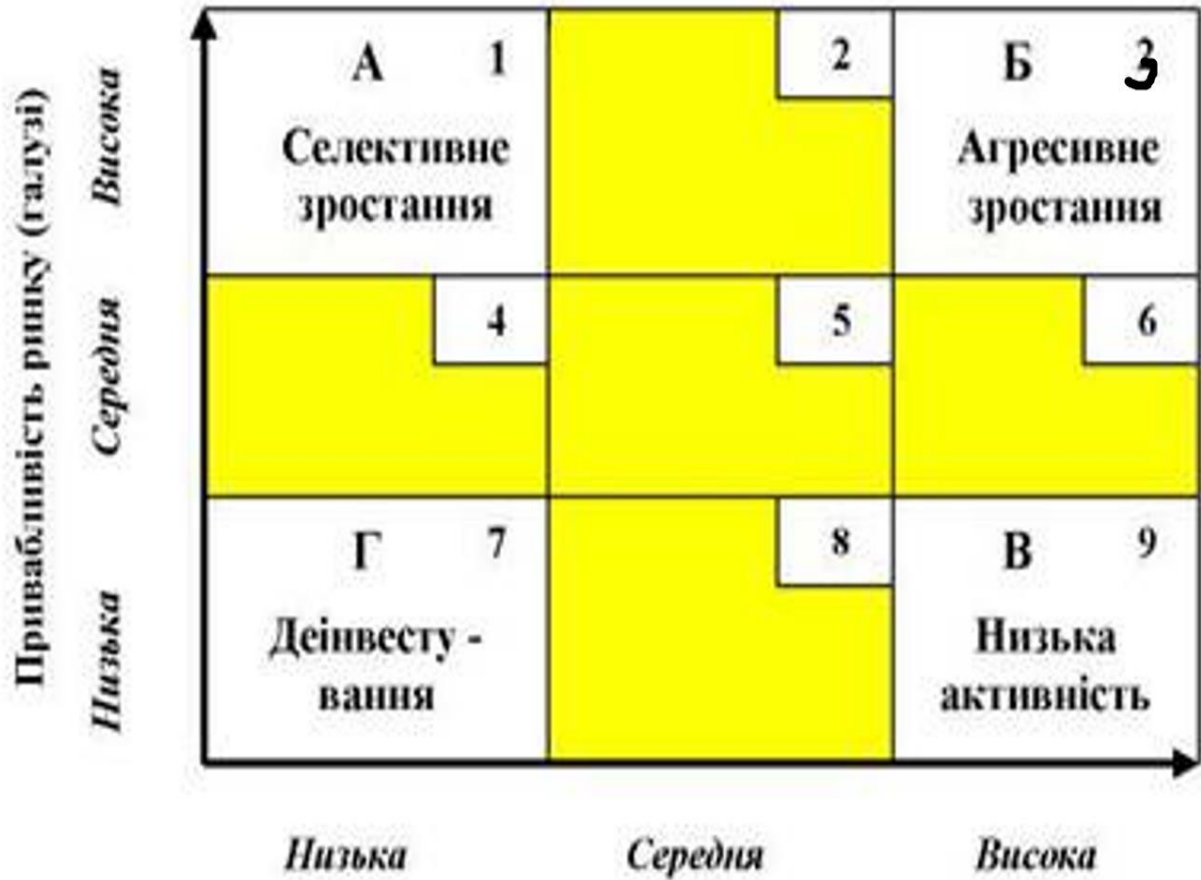 Привабливість ринку (галузі)
Висока
Середня
Низька
А 1
Селективне
зростання
2
Б 3
Агресивне
зростання
4
5
6
Г 7
Деінвесту -
вання
8
В 9
Низька
активність
Низька
Середня
Висока